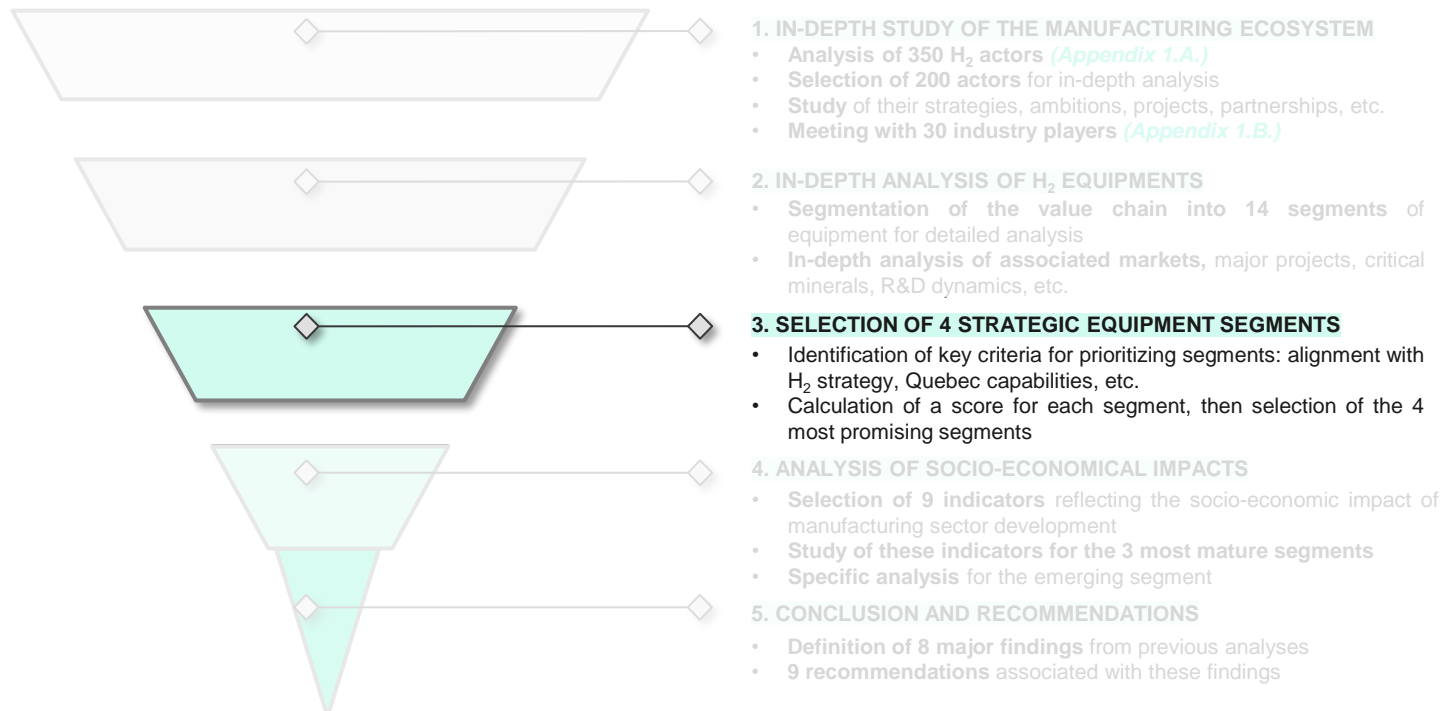 1. IN-DEPTH STUDY OF THE MANUFACTURING ECOSYSTEM
• Analysis of 350 H₂ actors (Appendix 1.A.)
• Selection of 200 actors for in-depth analysis
• Study of their strategies, ambitions, projects, partnerships, etc.
• Meeting with 30 industry players (Appendix 1.B.)
2. IN-DEPTH ANALYSIS OF H₂ EQUIPMENTS
• Segmentation of the value chain into 14 segments of
equipment for detailed analysis
• In-depth analysis of associated markets, major projects, critical
minerals, R&D dynamics, etc.
3. SELECTION OF 4 STRATEGIC EQUIPMENT SEGMENTS
• Identification of key criteria for prioritizing segments: alignment with
H₂ strategy, Quebec capabilities, etc.
• Calculation of a score for each segment, then selection of the 4
most promising segments
4. ANALYSIS OF SOCIO-ECONOMICAL IMPACTS
• Selection of 9 indicators reflecting the socio-economic impact of
manufacturing sector development
• Study of these indicators for the 3 most mature segments
• Specific analysis for the emerging segment
5. CONCLUSION AND RECOMMENDATIONS
• Definition of 8 major findings from previous analyses
• 9 recommendations associated with these findings